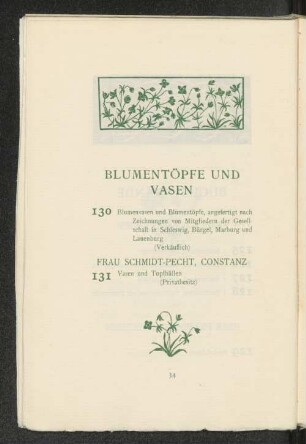 BLUMENTÖPFE UND
VASEN
130 Blumenvasen und Blumentöpfe, angefertigt nach
Zeichnungen von Mitgliedern der Gesell-
schaft in Schleswig, Bürgel, Marburg und
Lauenburg
(Verkäuflich)
FRAU SCHMIDT-PECHT, CONSTANZ
131 Vasen und Topfhüllen
(Privatbesitz)
34